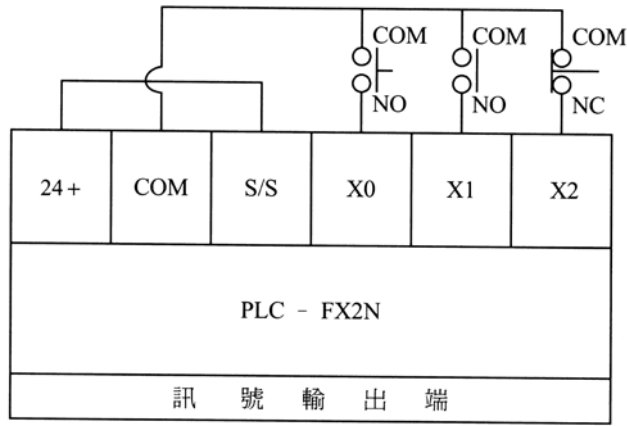 COM COM COM
NO NO NC
24+ COM S/S X0 X1 X2
PLC - FX2N
訊號輸出端